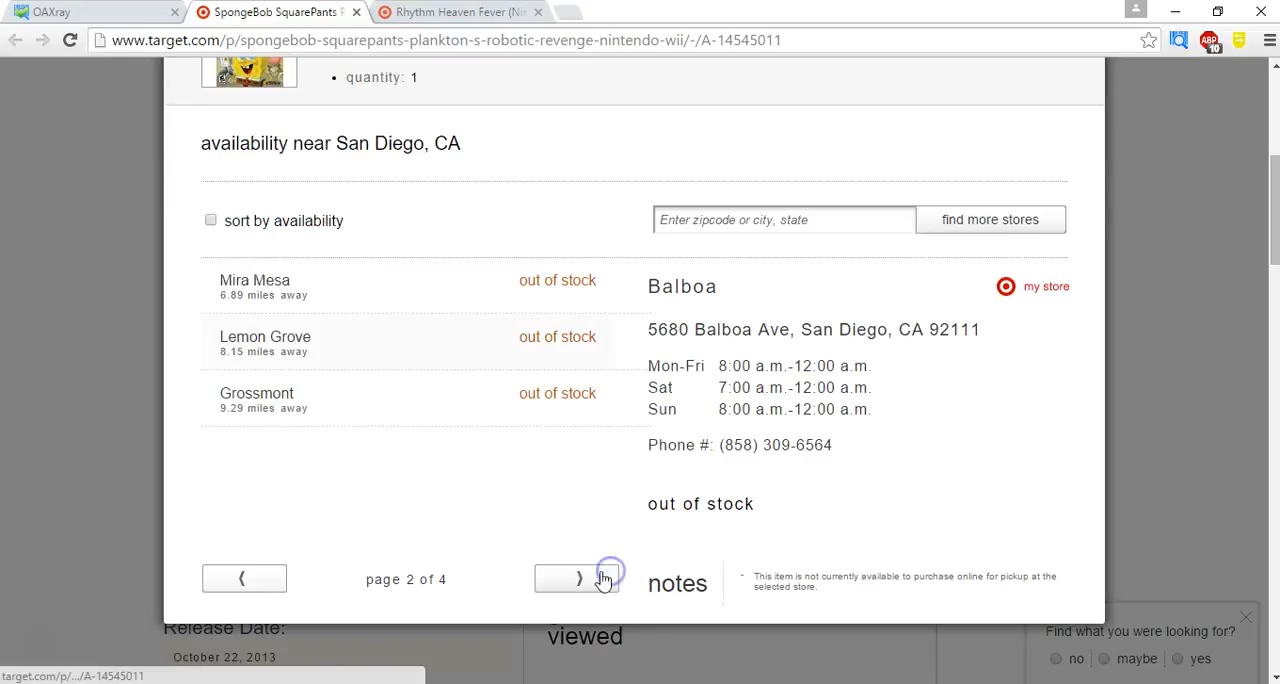 OAXray
SpongeBob SquarePants P
Rhythm Heaven Fever (Nin
www.target.com/p/spongebob-squarepants-plankton-s-robotic-revenge-nintendo-wii/-/A-14545011
ABP
10
• quantity: 1
availability near San Diego, CA
sort by availability
Enter zipcode or city, state
find more stores
Mira Mesa
6.89 miles away
out of stock
Lemon Grove
8.15 miles away
out of stock
Grossmont
9.29 miles away
out of stock
Balboa
my store
5680 Balboa Ave, San Diego, CA 92111
Mon-Fri 8:00 a.m.-12:00 a.m.
Sat 7:00 a.m.-12:00 a.m.
Sun 8:00 a.m.-12:00 a.m.
Phone #: (858) 309-6564
out of stock
page 2 of 4
notes
- This item is not currently available to purchase online for pickup at the
selected store.
Release Date:
October 22, 2013
viewed
Find what you were looking for?
no maybe yes
target.com/p/.../A-14545011